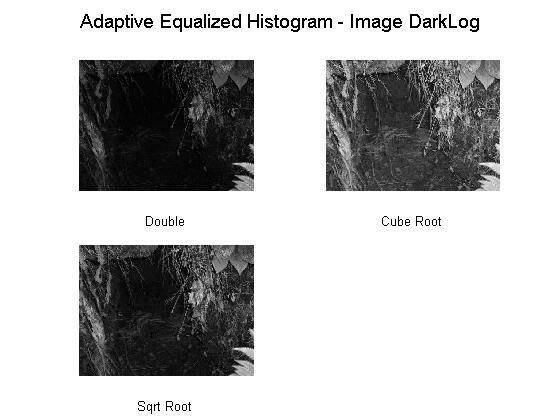 Adaptive Equalized Histogram - Image DarkLog
Double
Cube Root
Sqrt Root